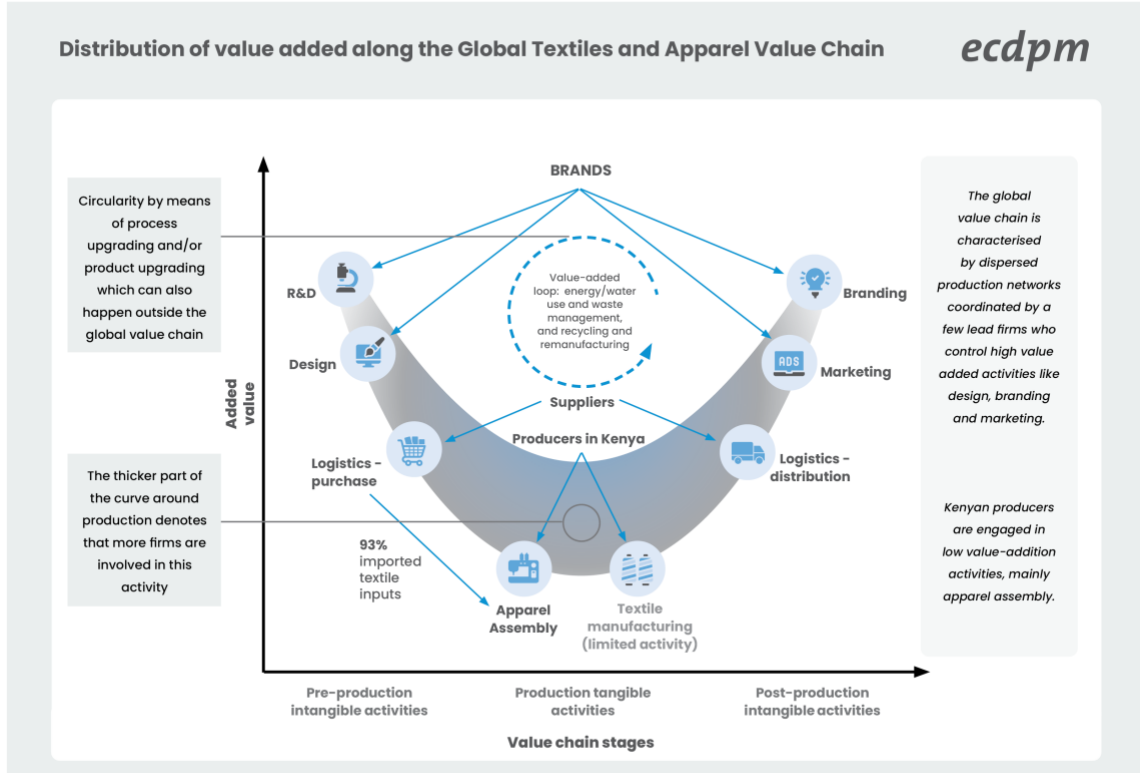 Distribution of value added along the Global Textiles and Apparel Value Chain
ecdpm
Circularity by means
of process
upgrading and/or
product upgrading
which can also
happen outside the
global value chain
The thicker part of
the curve around
production denotes
that more firms are
involved in this
activity
Added
value
BRANDS
R&D
Design
Logistics -
purchase
Value-added
loop: energy/water
use and waste
management,
and recycling and
remanufacturing
Suppliers
Producers in Kenya
Branding
ADS
Marketing
Logistics -
distribution
93%
imported
textile
inputs
Apparel
Assembly
Textile
manufacturing
(limited activity)
Pre-production
intangible activities
Production tangible
activities
Post-production
intangible activities
Value chain stages
The global
value chain is
characterised
by dispersed
production networks
coordinated by a
few lead firms who
control high value
added activities like
design, branding
and marketing.
Kenyan producers
are engaged in
low value-addition
activities, mainly
apparel assembly.